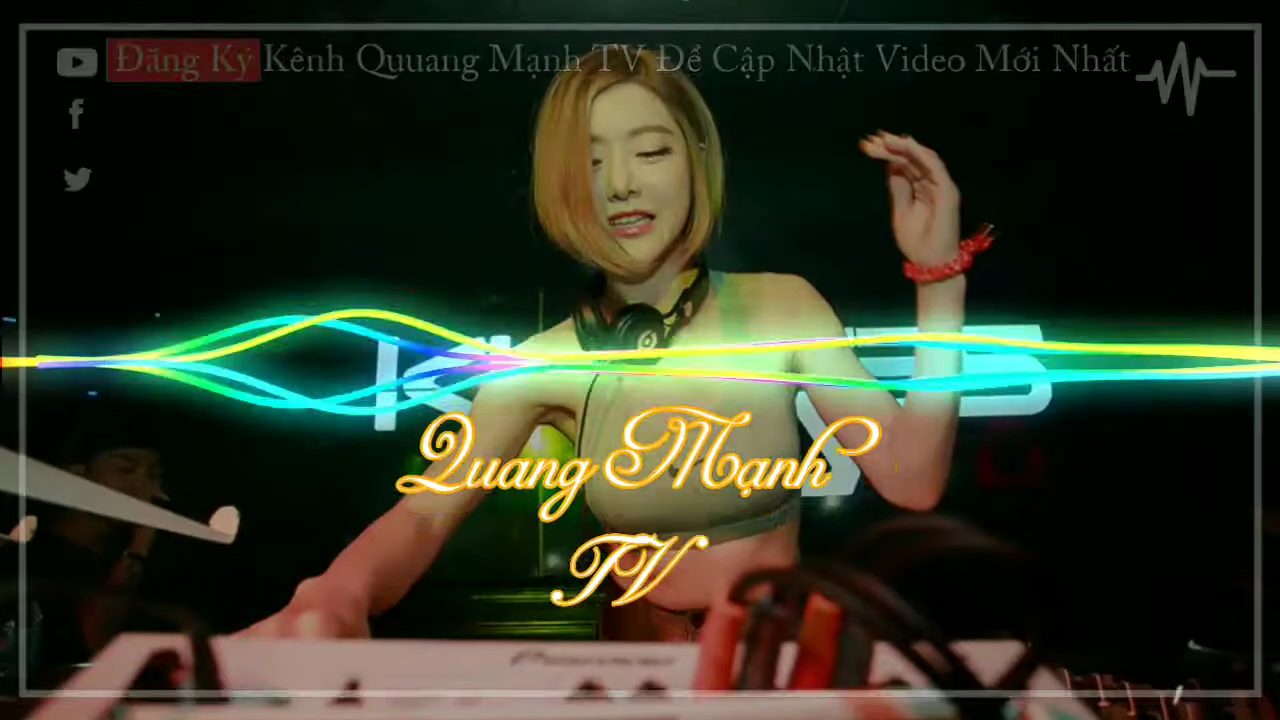 Đăng Ký Kênh Quuang Mạnh TV Để Cập Nhật Video Mới Nhất
Quang Mạnh
TV